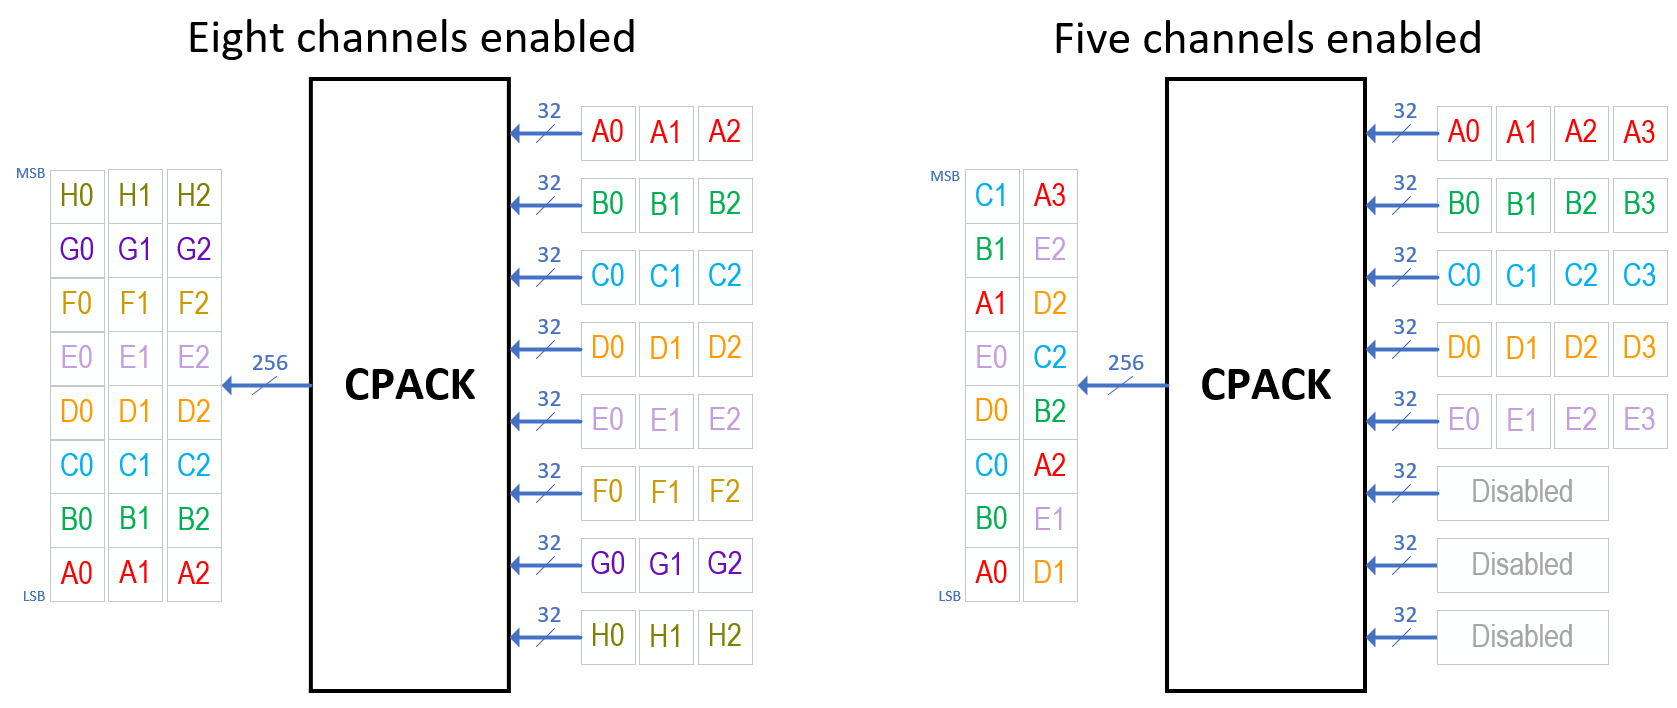 Eight channels enabled
Five channels enabled
32 A0 A1 A2
MSB H0 H1 H2
32 B0 B1 B2
G0 G1 G2
32 C0 C1 C2
F0 F1 F2
32 D0 D1 D2
E0 E1 E2
256
CPACK
D0 D1 D2
32 E0 E1 E2
C0 C1 C2
32 F0 F1 F2
B0 B1 B2
32 G0 G1 G2
A0 A1 A2
LSB
32 H0 H1 H2
32 A0 A1 A2 A3
MSB C1 A3
32 B0 B1 B2 B3
B1 E2
32 C0 C1 C2 C3
A1 D2
32 D0 D1 D2 D3
E0 C2
256
CPACK
D0 B2
32 E0 E1 E2 E3
C0 A2
32 Disabled
B0 E1
32 Disabled
A0 D1
LSB
32 Disabled